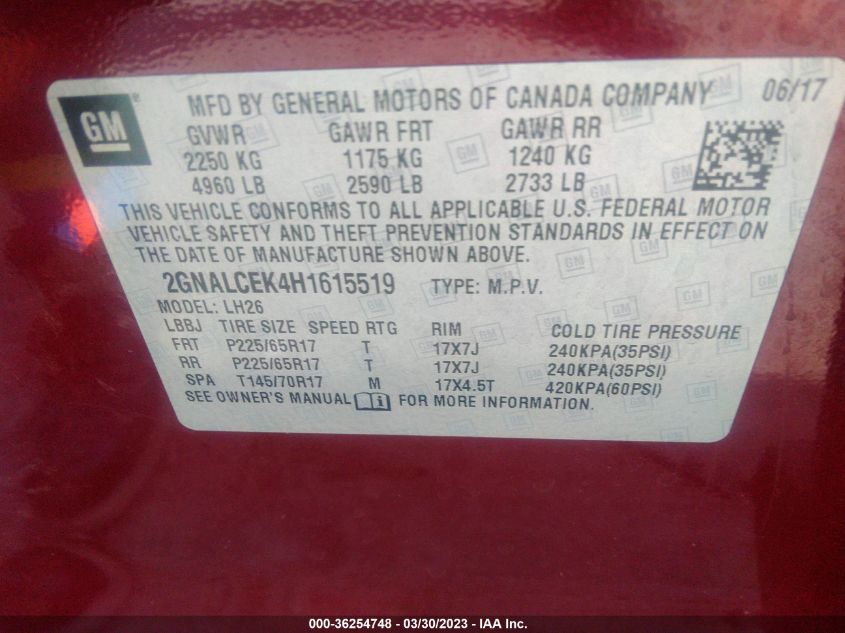 GM ® MFD BY GENERAL MOTORS OF CANADA COMPANY 06/17
GVWR GAWR FRT GAWR RR
2250 KG 1175 KG 1240 KG
4960 LB 2590 LB 2733 LB
THIS VEHICLE CONFORMS TO ALL APPLICABLE U.S. FEDERAL MOTOR
VEHICLE SAFETY AND THEFT PREVENTION STANDARDS IN EFFECT ON
THE DATE OF MANUFACTURE SHOWN ABOVE.
2GNALCEK4H1615519 TYPE: M.P.V.
MODEL: LH26
LBBJ TIRE SIZE SPEED RTG RIM COLD TIRE PRESSURE
FRT P225/65R17 T 17X7J 240KPA(35PSI)
RR P225/65R17 T 17X7J 240KPA(35PSI)
SPA T145/70R17 M 17X4.5T 420KPA(60PSI)
SEE OWNER'S MANUAL i FOR MORE INFORMATION.
000-36254748 — 03/30/2023 - IAA Inc.